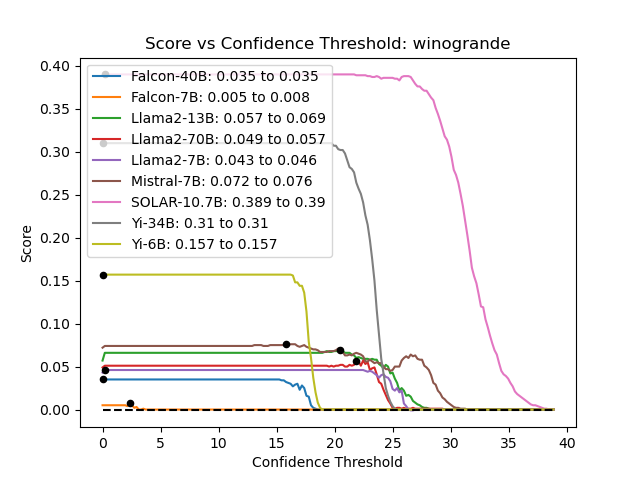 Score vs Confidence Threshold: winogrande
Score
0.40
0.35
0.30
0.25
0.20
0.15
0.10
0.05
0.00
Falcon-40B: 0.035 to 0.035
Falcon-7B: 0.005 to 0.008
Llama2-13B: 0.057 to 0.069
Llama2-70B: 0.049 to 0.057
Llama2-7B: 0.043 to 0.046
Mistral-7B: 0.072 to 0.076
SOLAR-10.7B: 0.389 to 0.39
Yi-34B: 0.31 to 0.31
Yi-6B: 0.157 to 0.157
0 5 10 15 20 25 30 35 40
Confidence Threshold